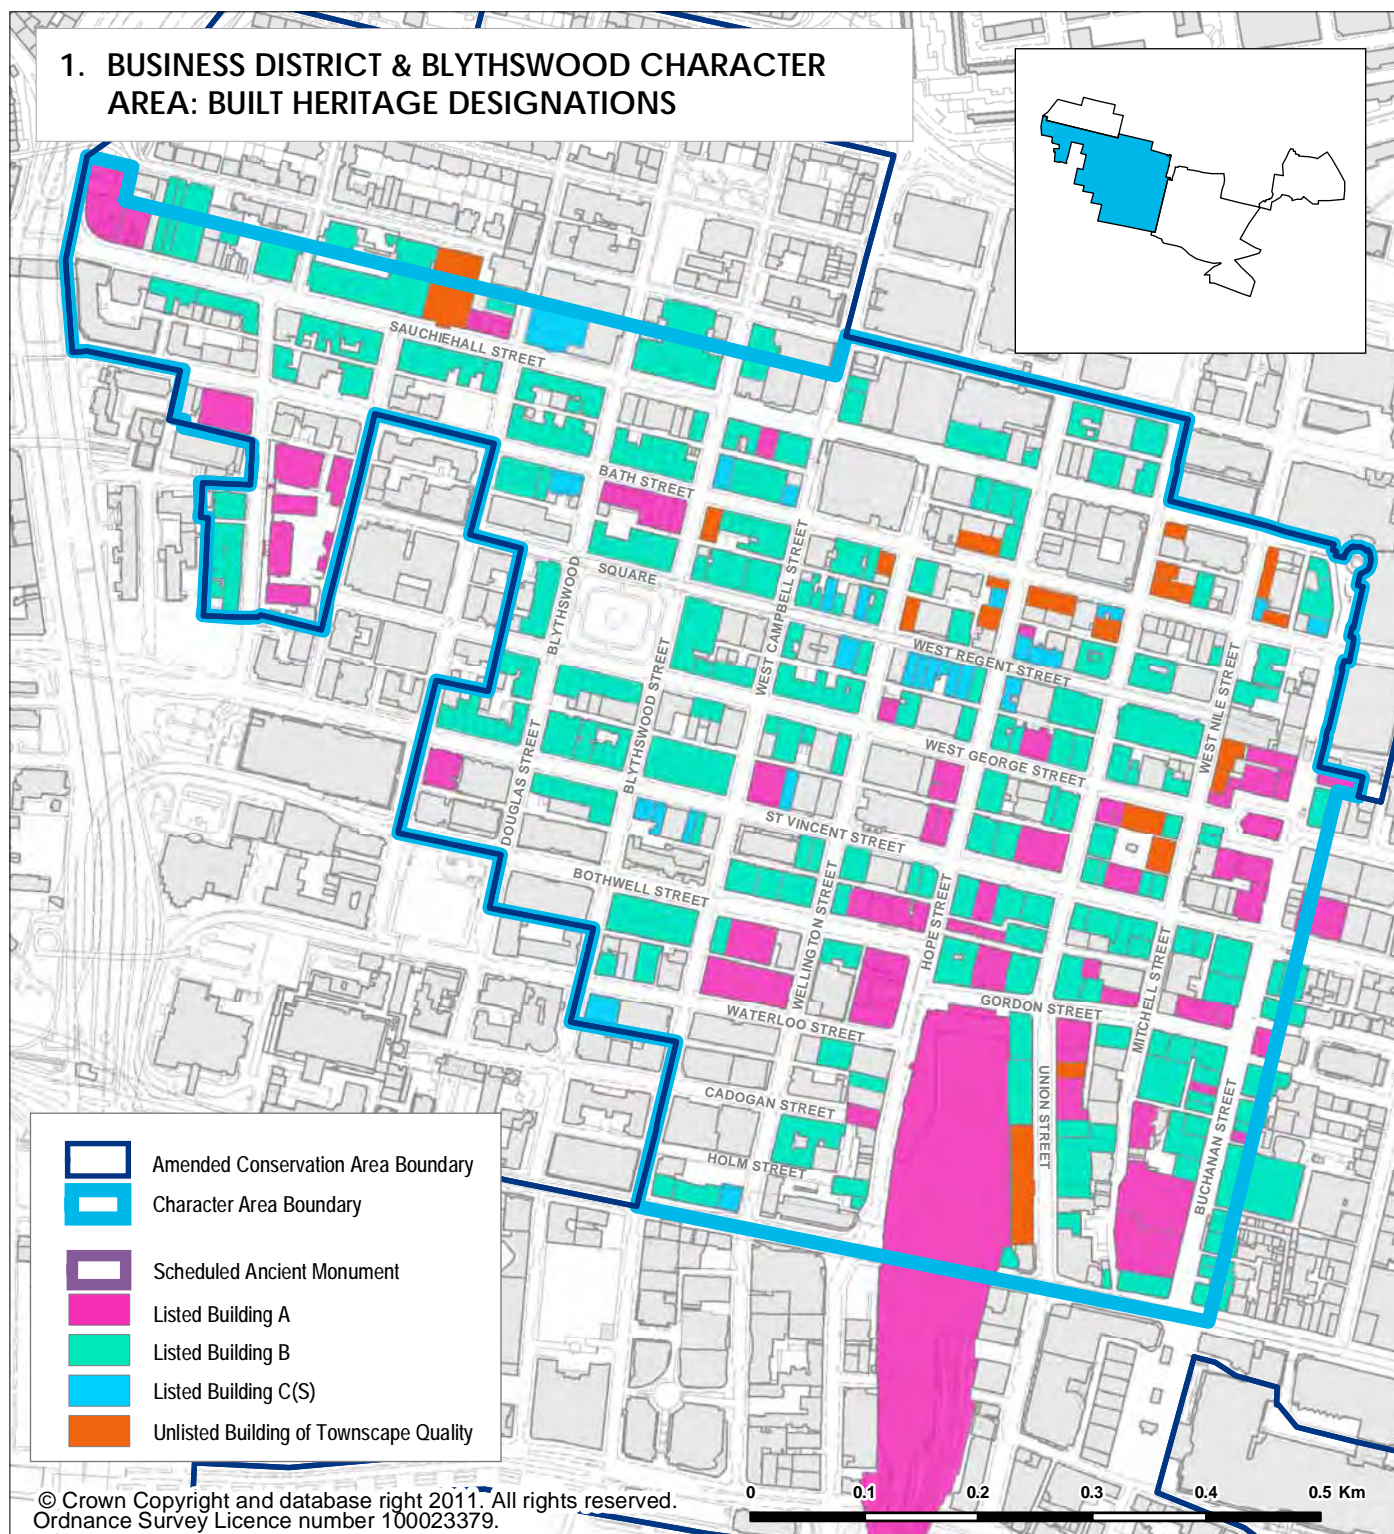 1. BUSINESS DISTRICT & BLYTHSWOOD CHARACTER
AREA: BUILT HERITAGE DESIGNATIONS
SAUCHIEHALL STREET
BATH STREET
SQUARE
BLYTHSWOOD
BLYTHSWOOD STREET
WEST CAMPBELL STREET
WEST REGENT STREET
WEST NILE STREET
WEST GEORGE STREET
DOUGLAS STREET
ST VINCENT STREET
BOTHWELL STREET
WELLINGTON STREET
HOPE STREET
MITCHELL STREET
GORDON STREET
WATERLOO STREET
UNION STREET
CADOGAN STREET
BUCHANAN STREET
HOLM STREET
Amended Conservation Area Boundary
Character Area Boundary
Scheduled Ancient Monument
Listed Building A
Listed Building B
Listed Building C(S)
Unlisted Building of Townscape Quality
© Crown Copyright and database right 2011. All rights reserved.
Ordnance Survey Licence number 100023379.
0 0.1 0.2 0.3 0.4 0.5 Km